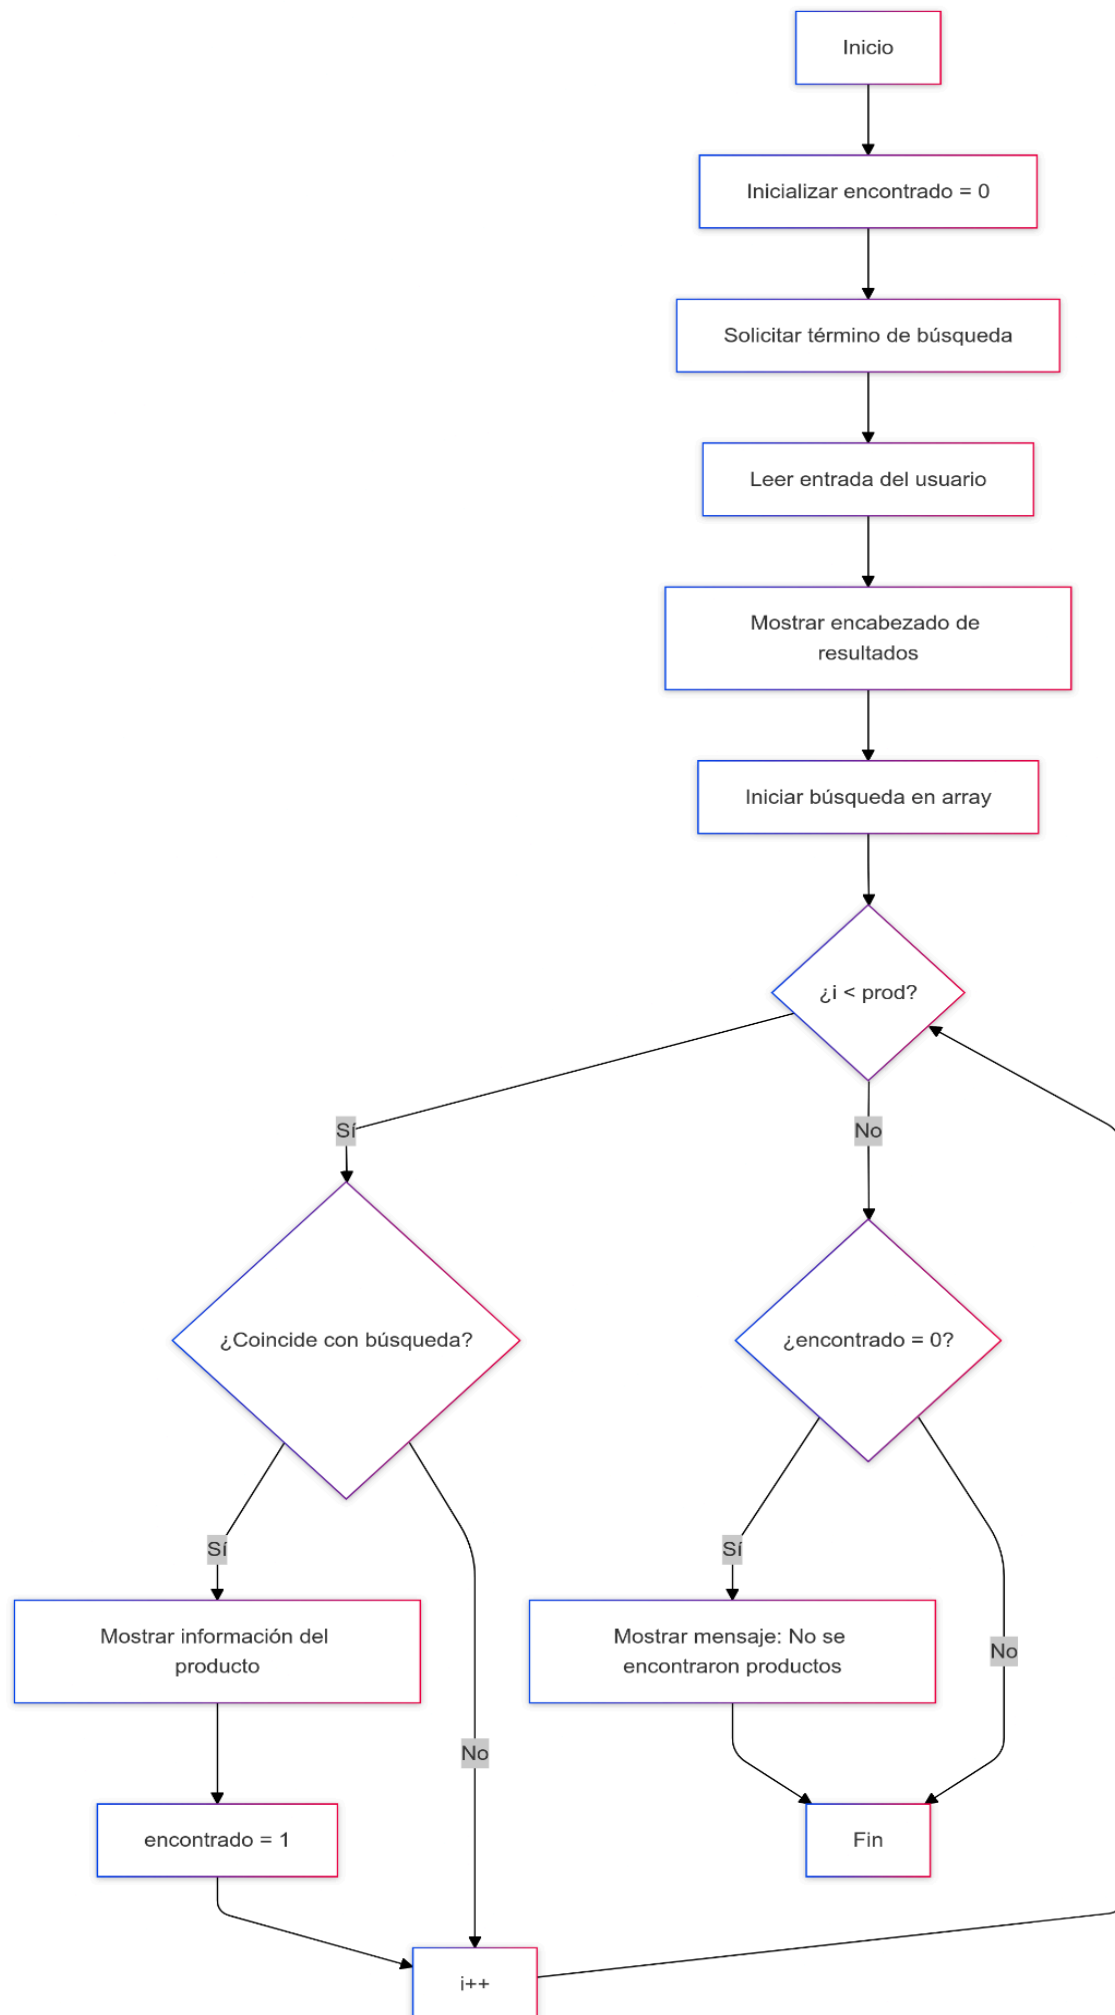 Inicio
Inicializar encontrado = 0
Solicitar término de búsqueda
Leer entrada del usuario
Mostrar encabezado de
resultados
Iniciar búsqueda en array
¿i < prod?
Sí
No
¿Coincide con búsqueda?
¿encontrado = 0?
Sí
Sí
Mostrar información del
producto
Mostrar mensaje: No se
encontraron productos
No
No
encontrado = 1
Fin
i++